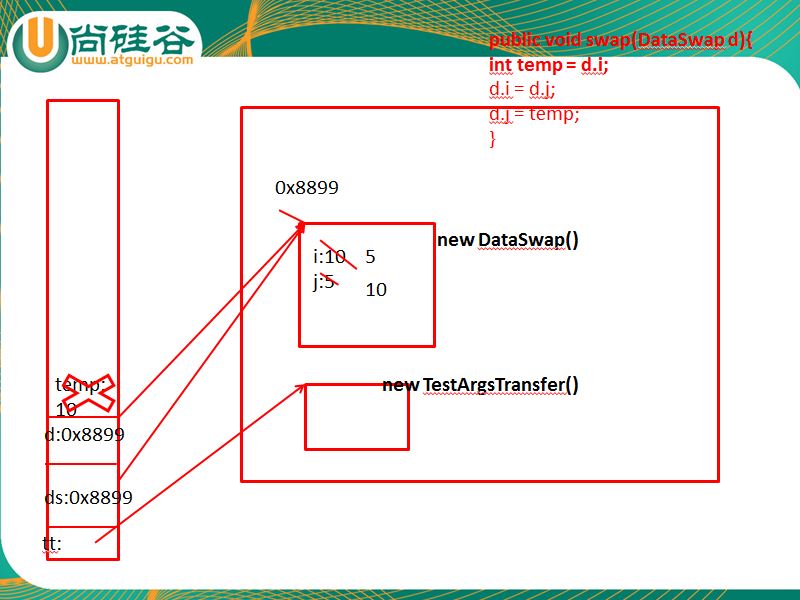 尚硅谷
www.atguigu.com
public void swap(DataSwap d){
int temp = d.i;
d.i = d.j;
d.j = temp;
}
0x8899
new DataSwap()
i:10 5
j:5
10
new TestArgsTransfer()
temp:
10
d:0x8899
ds:0x8899
tt: